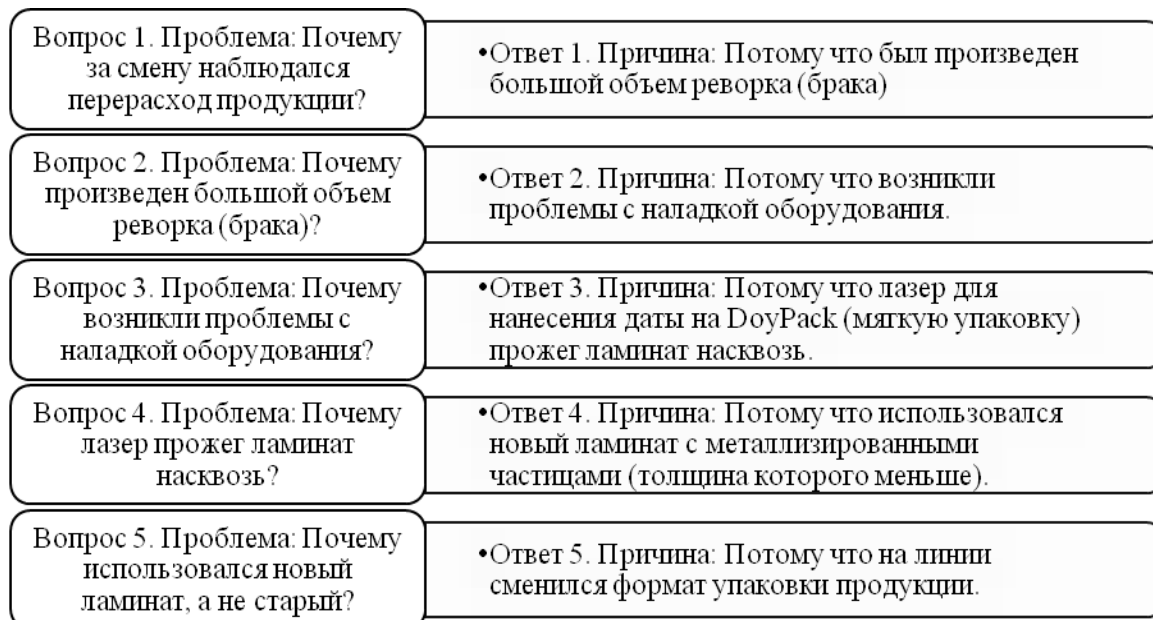 Вопрос 1. Проблема: Почему
за смену наблюдался
перерасход продукции?
•Ответ 1. Причина: Потому что был произведен
большой объем реворка (брака)
Вопрос 2. Проблема: Почему
произведен большой объем
реворка (брака)?
•Ответ 2. Причина: Потому что возникли
проблемы с наладкой оборудования.
Вопрос 3. Проблема: Почему
возникли проблемы с
наладкой оборудования?
•Ответ 3. Причина: Потому что лазер для
нанесения даты на DoyPack (мягкую упаковку)
прожег ламинат насквозь.
Вопрос 4. Проблема: Почему
лазер прожег ламинат
насквозь?
•Ответ 4. Причина: Потому что использовался
новый ламинат с металлизированными
частицами (толщина которого меньше).
Вопрос 5. Проблема: Почему
использовался новый
ламинат, а не старый?
•Ответ 5. Причина: Потому что на линии
сменился формат упаковки продукции.